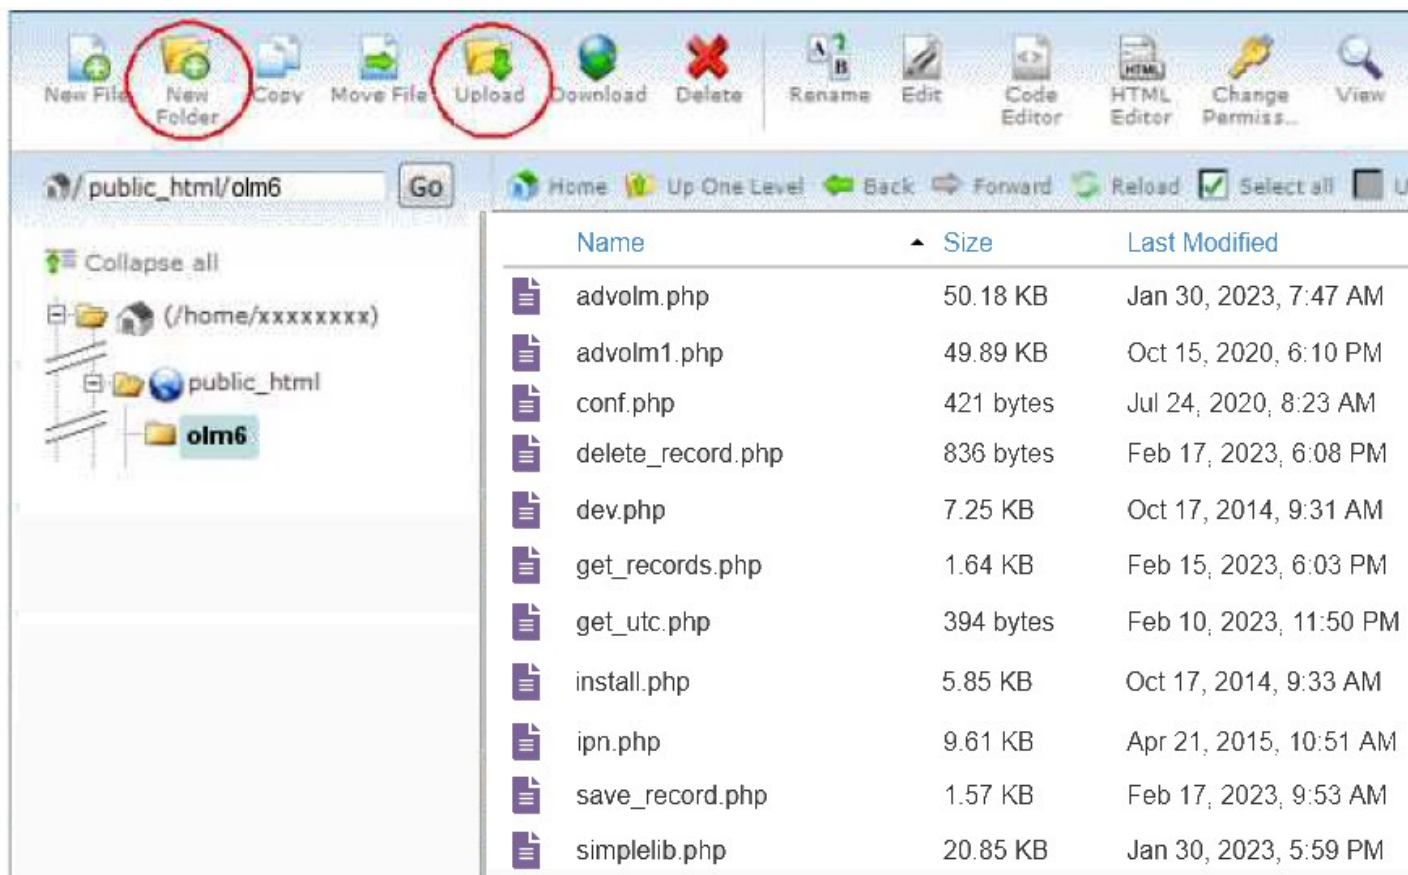 New File New Folder Copy Move File Upload Download Delete Rename Edit Code Editor HTML Editor Change Permiss... View
/ public_html/olm6 Go Home Up One Level Back Forward Reload Select all U
Collapse all
(/home/xxxxxxxx)
public_html
olm6
Name Size Last Modified
advolm.php 50.18 KB Jan 30, 2023, 7:47 AM
advolm1.php 49.89 KB Oct 15, 2020, 6:10 PM
conf.php 421 bytes Jul 24, 2020, 8:23 AM
delete_record.php 836 bytes Feb 17, 2023, 6:08 PM
dev.php 7.25 KB Oct 17, 2014, 9:31 AM
get_records.php 1.64 KB Feb 15, 2023, 6:03 PM
get_utc.php 394 bytes Feb 10, 2023, 11:50 PM
install.php 5.85 KB Oct 17, 2014, 9:33 AM
ipn.php 9.61 KB Apr 21, 2015, 10:51 AM
save_record.php 1.57 KB Feb 17, 2023, 9:53 AM
simplelib.php 20.85 KB Jan 30, 2023, 5:59 PM